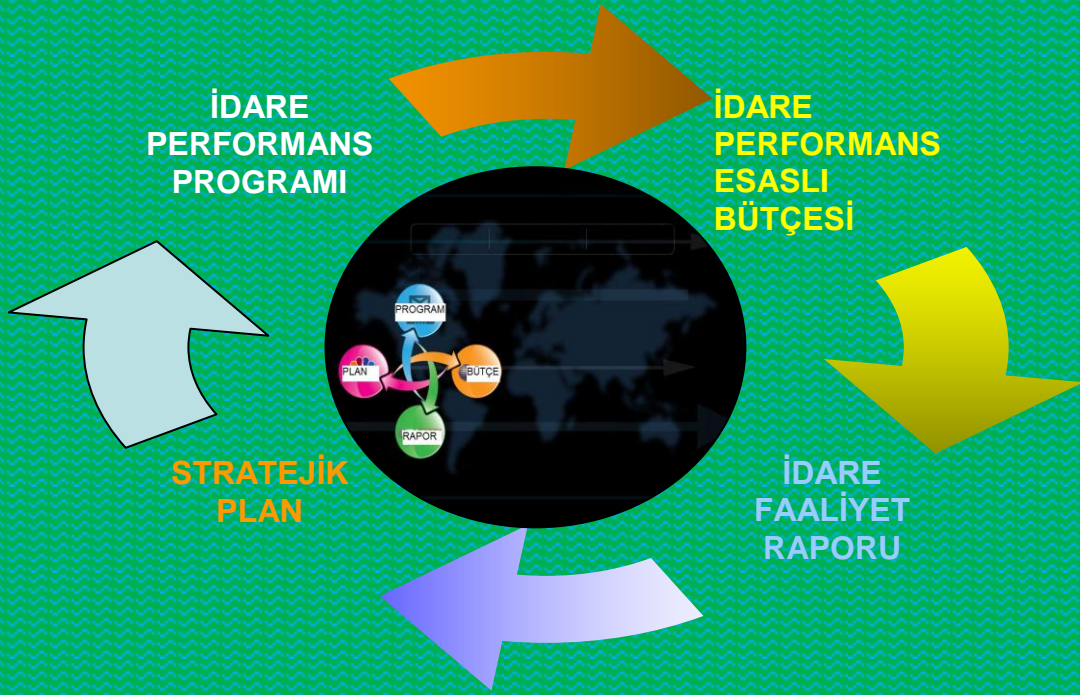 İDARE
PERFORMANS
PROGRAMI
İDARE
PERFORMANS
ESASLI
BÜTÇESİ
PROGRAM
PLAN
BÜTÇE
RAPOR
STRATEJİK
PLAN
İDARE
FAALİYET
RAPORU